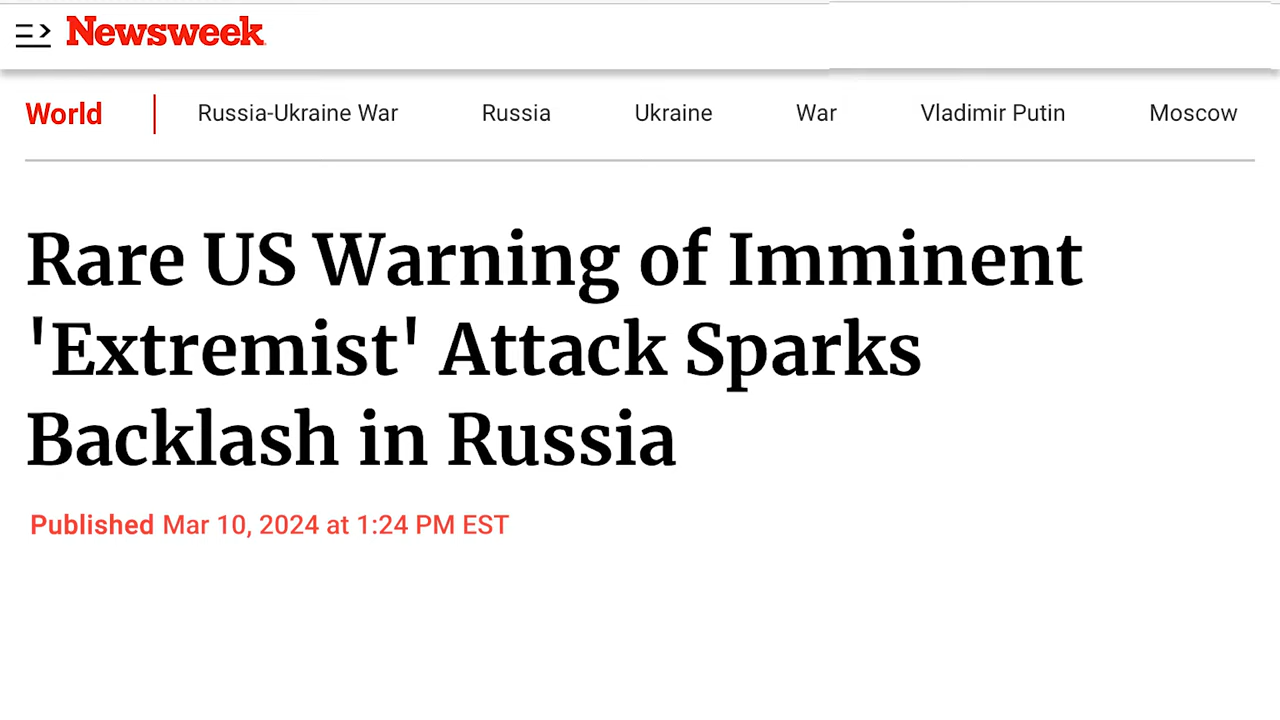 Newsweek
World Russia-Ukraine War Russia Ukraine War Vladimir Putin Moscow
Rare US Warning of Imminent
'Extremist' Attack Sparks
Backlash in Russia
Published Mar 10, 2024 at 1:24 PM EST